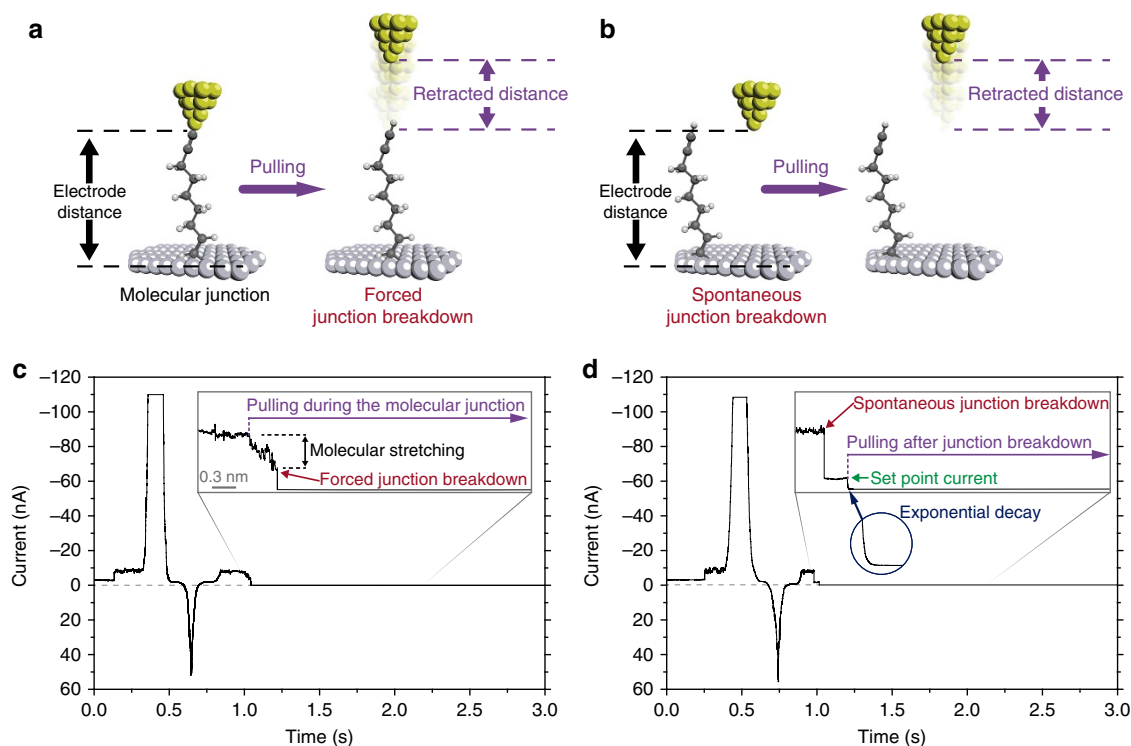 a
Retracted distance
Pulling
Electrode
distance
Molecular junction
Forced
junction breakdown
b
Retracted distance
Pulling
Electrode
distance
Spontaneous
junction breakdown
c
−120
−100
−80
−60
−40
−20
0
20
40
60
Current (nA)
Pulling during the molecular junction
Molecular stretching
0.3 nm
Forced junction breakdown
0.0
0.5
1.0
1.5
2.0
2.5
3.0
Time (s)
d
−120
−100
−80
−60
−40
−20
0
20
40
60
Current (nA)
Spontaneous junction breakdown
Pulling after junction breakdown
Set point current
Exponential decay
0.0
0.5
1.0
1.5
2.0
2.5
3.0
Time (s)